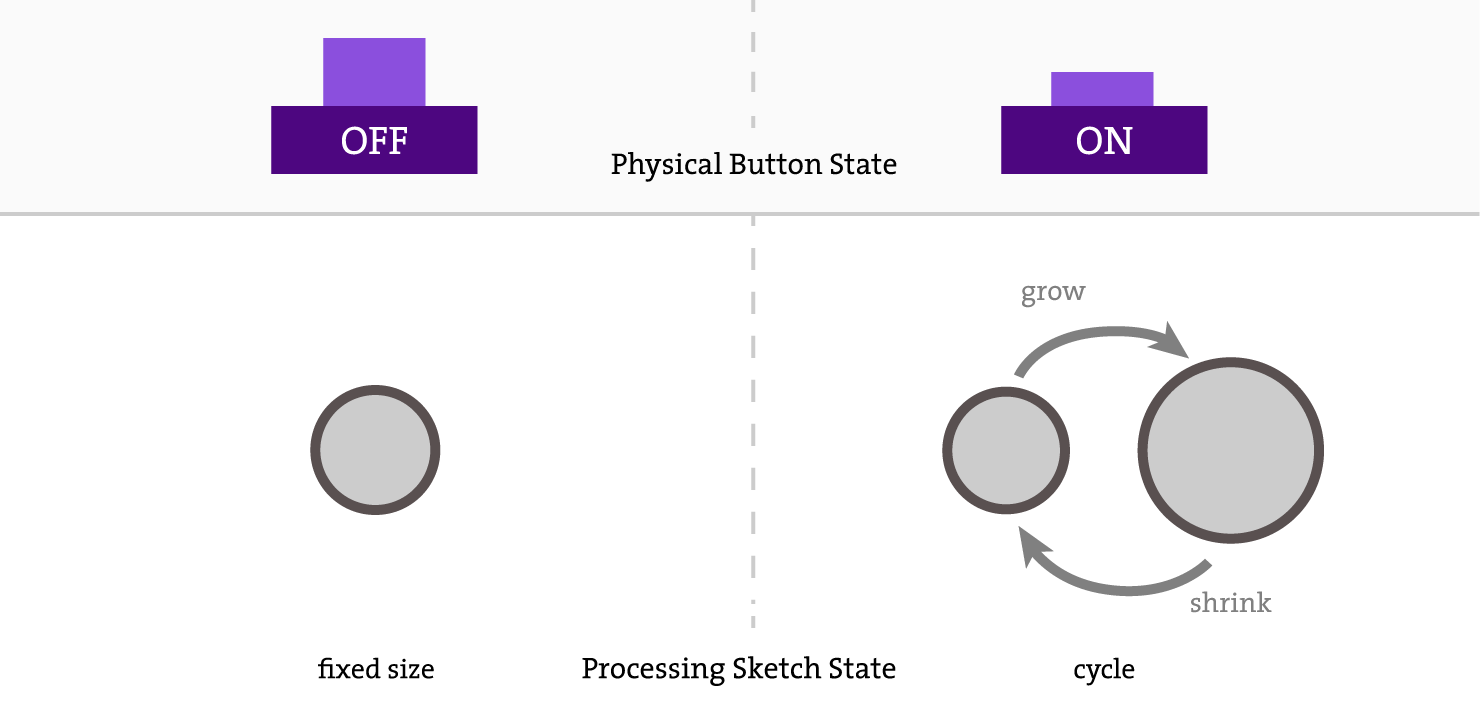 OFF
ON
Physical Button State
grow
shrink
fixed size
Processing Sketch State
cycle